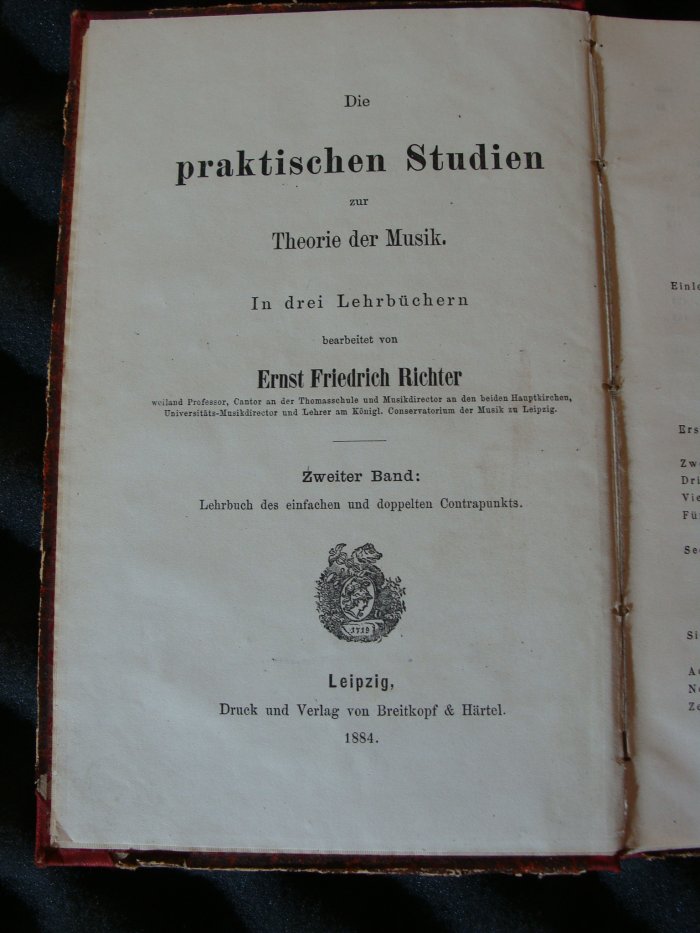 Die
praktischen Studien
zur
Theorie der Musik.
In drei Lehrbüchern
bearbeitet von
Ernst Friedrich Richter
weiland Professor, Cantor an der Thomasschule und Musikdirector an den beiden Hauptkirchen,
Universitäts-Musikdirector und Lehrer am Königl. Conservatorium der Musik zu Leipzig.
Zweiter Band:
Lehrbuch des einfachen und doppelten Contrapunkts.
1719
Leipzig,
Druck und Verlag von Breitkopf & Härtel.
1884.